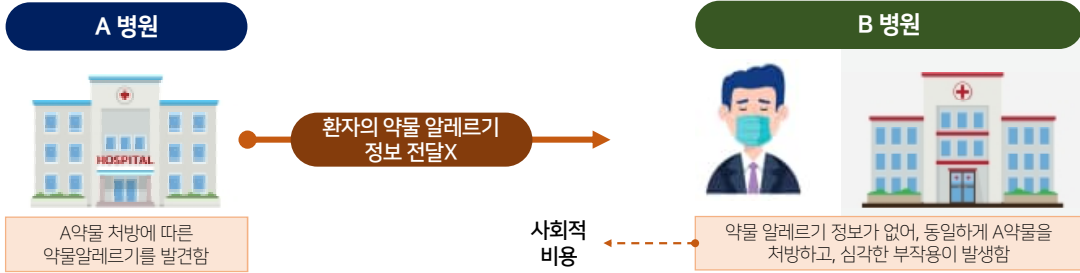 A 병원
B 병원
HOSPITAL
환자의 약물 알레르기
정보 전달X
A약물 처방에 따른
약물알레르기를 발견함
사회적
비용
약물 알레르기 정보가 없어, 동일하게 A약물을
처방하고, 심각한 부작용이 발생함